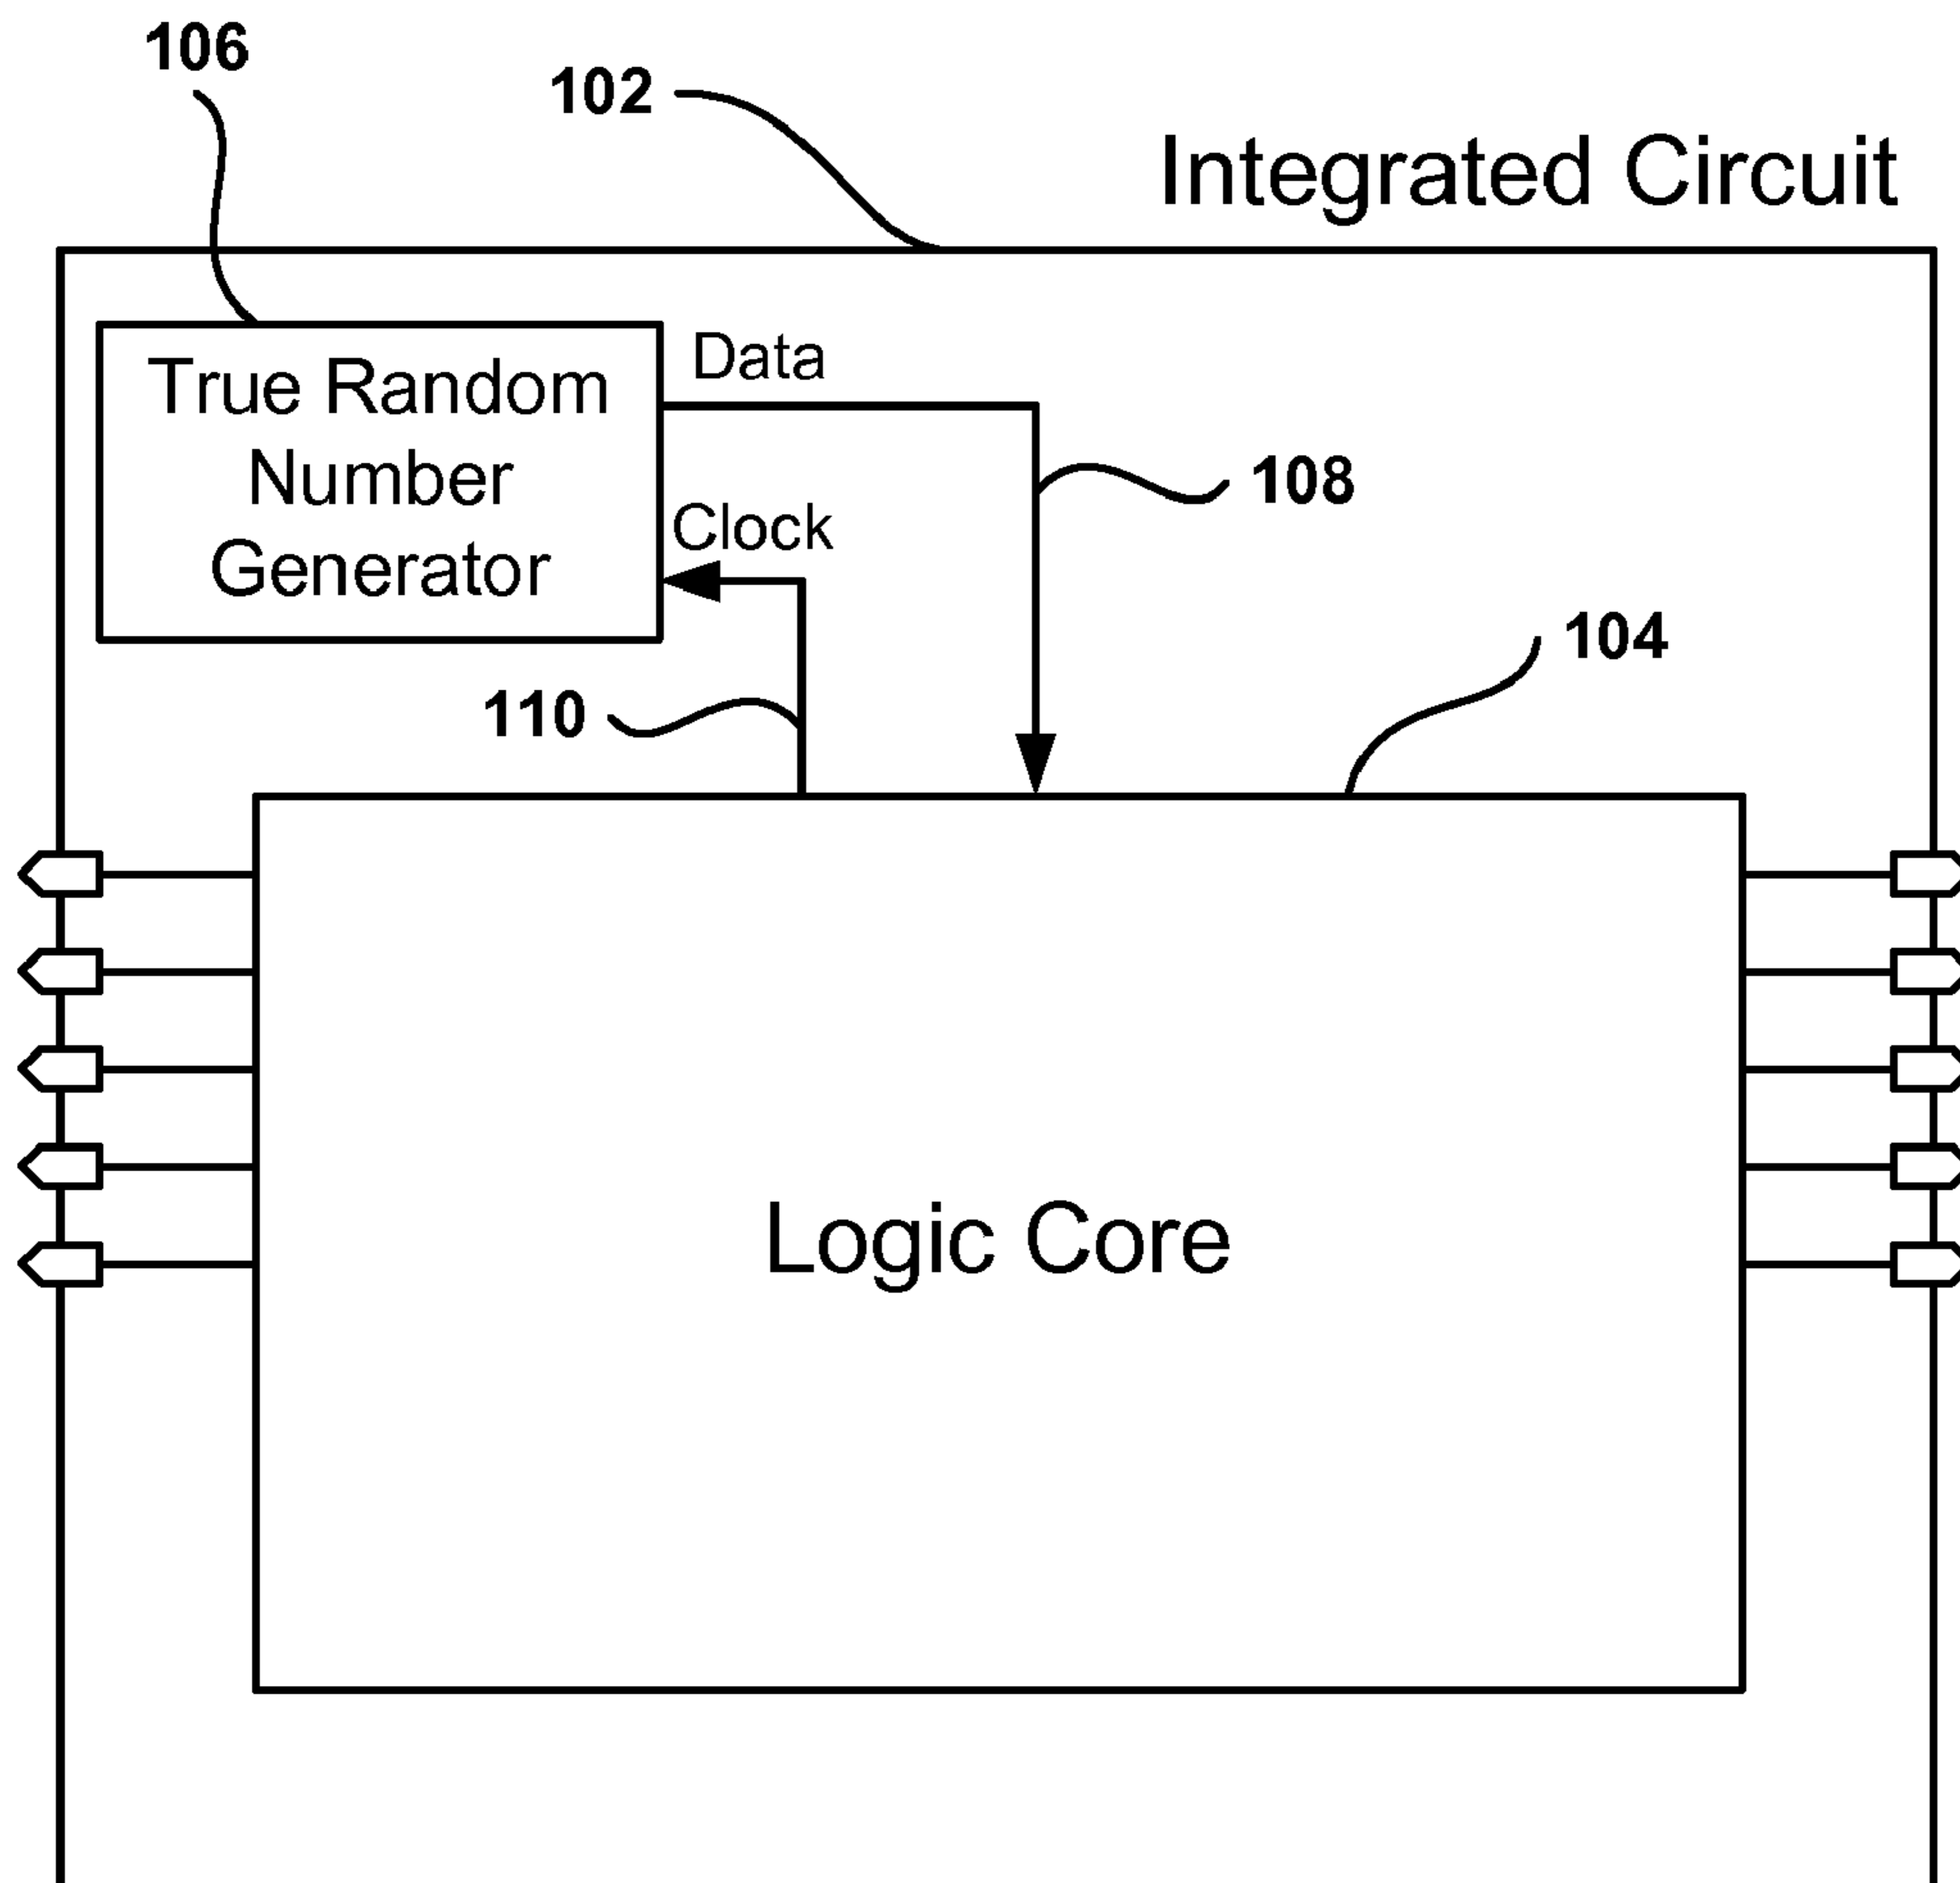 106
102
Integrated Circuit
True Random
Number
Generator
Data
Clock
108
104
110
Logic Core